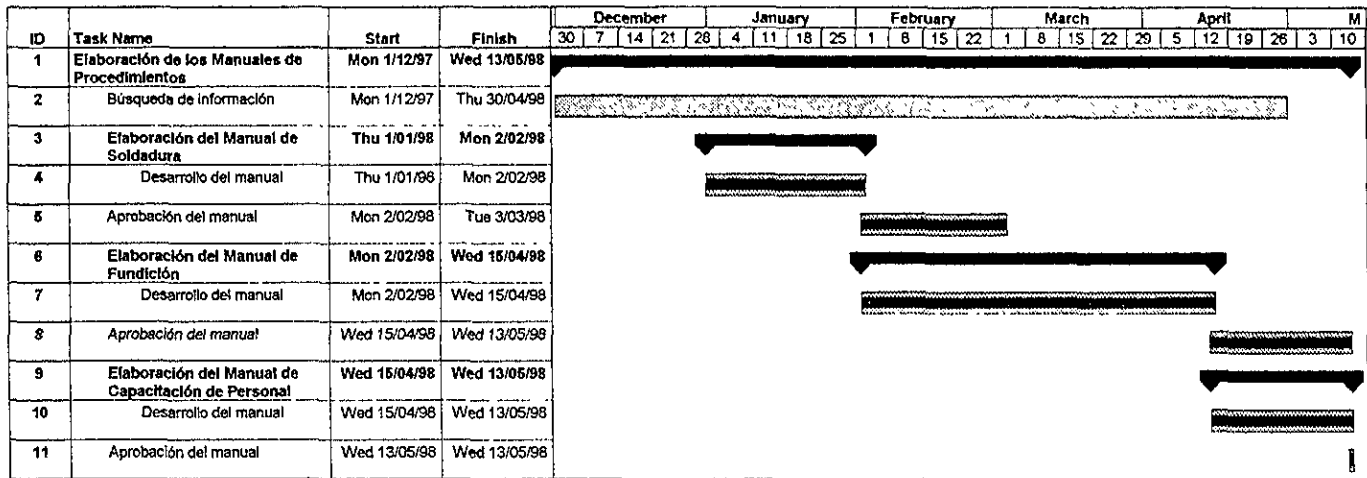 December January February March April M
ID Task Name Start Finish 30 7 14 21 28 4 11 18 25 1 8 15 22 1 8 15 22 29 5 12 19 26 3 10
1 Elaboración de los Manuales de Mon 1/12/97 Wed 13/05/98
Procedimientos
2 Búsqueda de información Mon 1/12/97 Thu 30/04/98
3 Elaboración del Manual de Thu 1/01/98 Mon 2/02/98
Soldadura
4 Desarrollo del manual Thu 1/01/98 Mon 2/02/98
5 Aprobación del manual Mon 2/02/98 Tue 3/03/98
6 Elaboración del Manual de Mon 2/02/98 Wed 15/04/98
Fundición
7 Desarrollo del manual Mon 2/02/98 Wed 15/04/98
8 Aprobación del manual Wed 15/04/98 Wed 13/05/98
9 Elaboración del Manual de Wed 15/04/98 Wed 13/05/98
Capacitación de Personal
10 Desarrollo del manual Wed 15/04/98 Wed 13/05/98
11 Aprobación del manual Wed 13/05/98 Wed 13/05/98